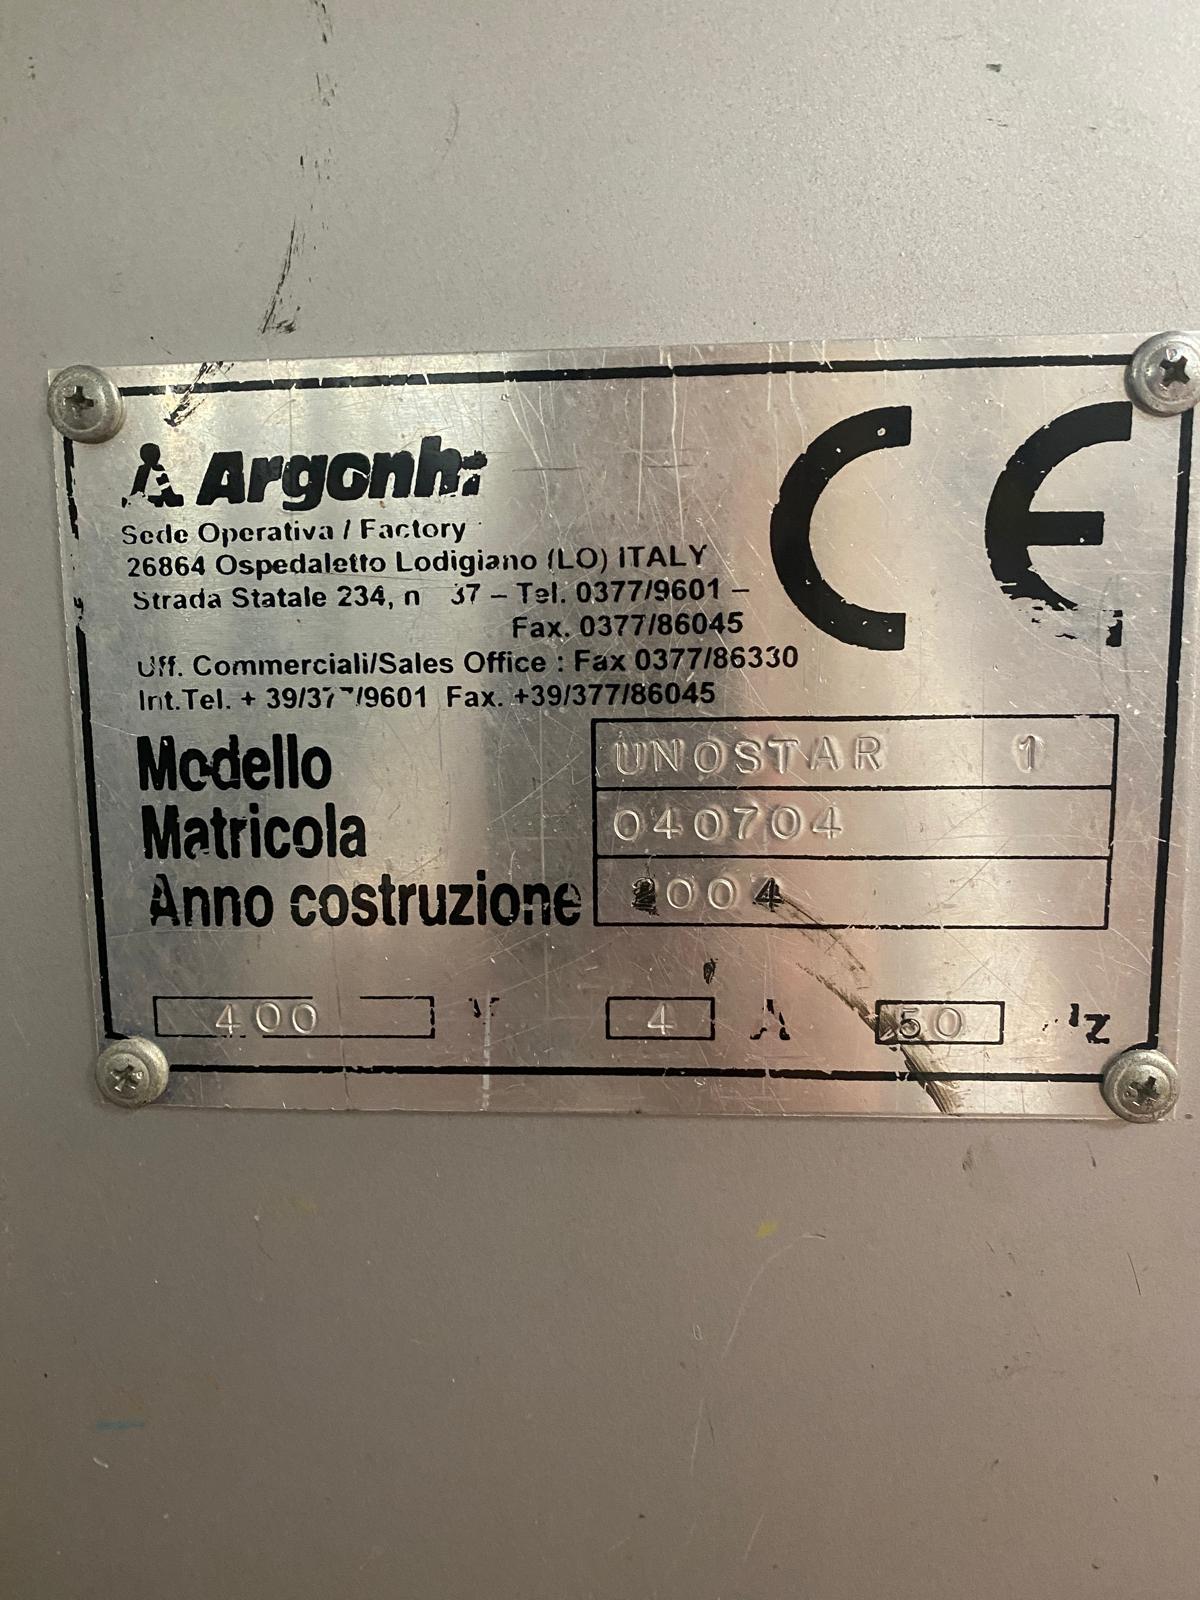 Argonht
CE
Sede Operativa / Factory
26864 Ospedaletto Lodigiano (LO) ITALY
Strada Statale 234, n 37 – Tel. 0377/9601 –
Fax. 0377/86045
Uff. Commerciali/Sales Office : Fax 0377/86330
Int.Tel. + 39/377/9601 Fax. +39/377/86045
Modello UNOSTAR 1
Matricola 040704
Anno costruzione 2004
400 V 4 A 50 Hz